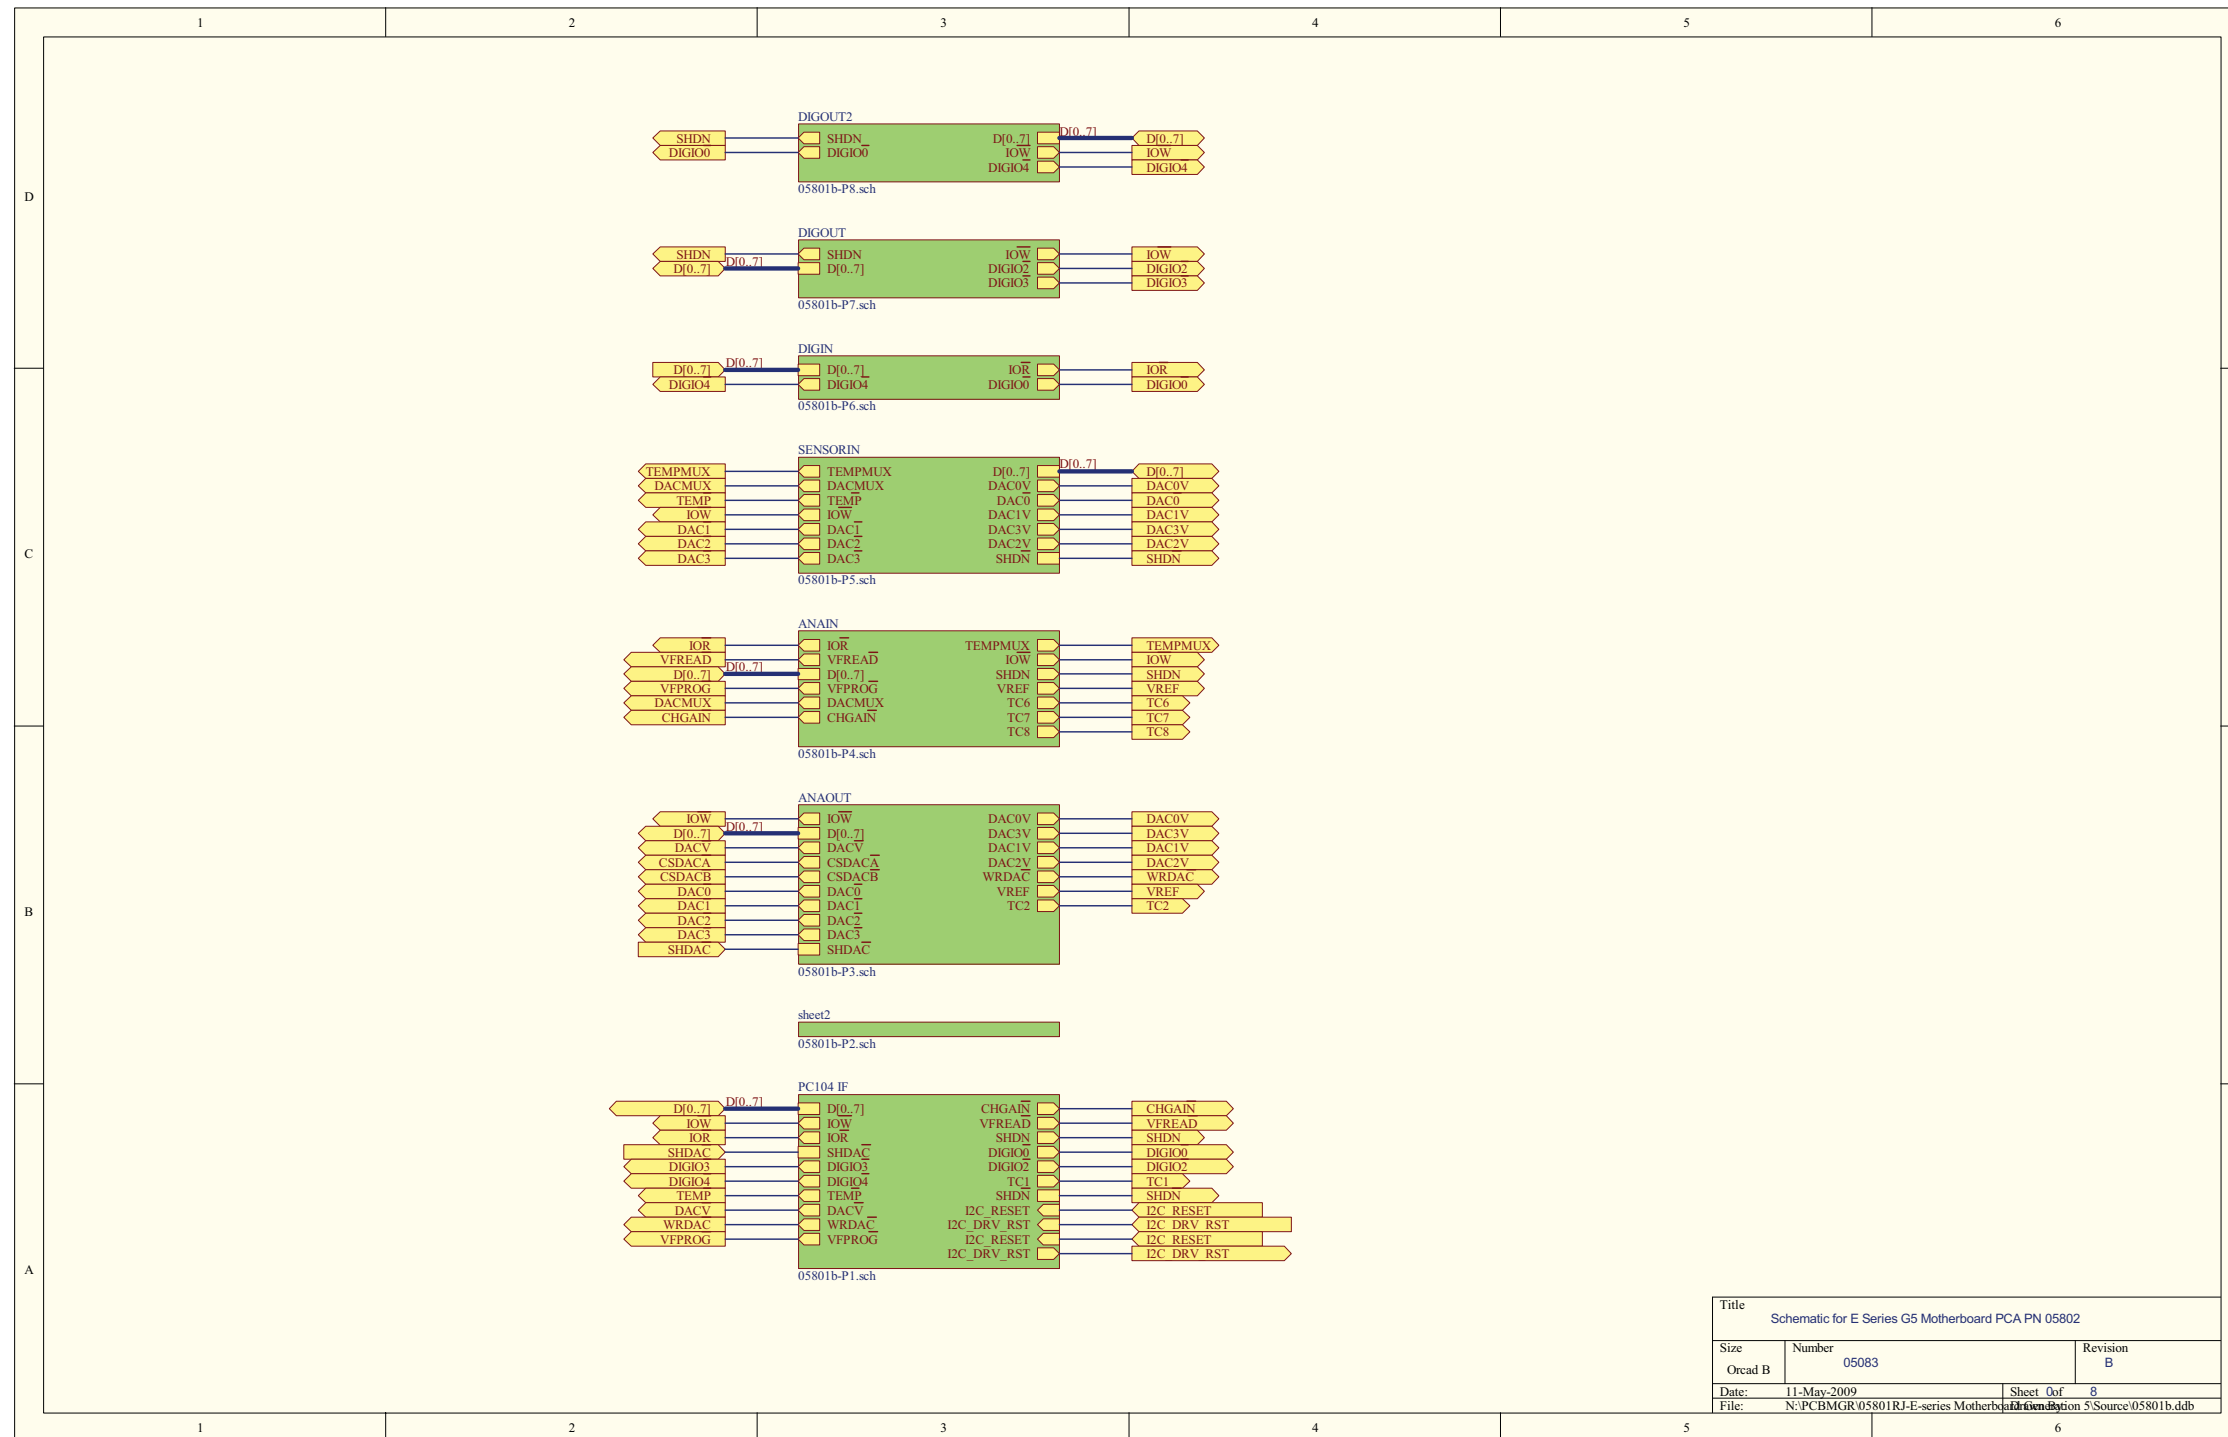 1 2 3 4 5 6
DIGOUT2
SHDN SHDN D[0..7] D[0..7] D[0..7]
DIGIO0 DIGIO0 IOW IOW
DIGIO4 DIGIO4
05801b-P8.sch
D
DIGOUT
SHDN SHDN IOW IOW
D[0..7] D[0..7] D[0..7] DIGIO2 DIGIO2
DIGIO3 DIGIO3
05801b-P7.sch
DIGIN
D[0..7] D[0..7] D[0..7] IOR IOR
DIGIO4 DIGIO4 DIGIO0 DIGIO0
05801b-P6.sch
SENSORIN
TEMPMUX TEMPMUX D[0..7] D[0..7] D[0..7]
DACMUX DACMUX DAC0V DAC0V
TEMP TEMP DAC0 DAC0
IOW IOW DAC1V DAC1V
DAC1 DAC1 DAC3V DAC3V
DAC2 DAC2 DAC2V DAC2V
DAC3 DAC3 SHDN SHDN
C
05801b-P5.sch
ANAIN
IOR IOR TEMPMUX TEMPMUX
VFREAD VFREAD IOW IOW
D[0..7] D[0..7] D[0..7] SHDN SHDN
VFPROG VFPROG VREF VREF
DACMUX DACMUX TC6 TC6
CHGAIN CHGAIN TC7 TC7
TC8 TC8
05801b-P4.sch
ANAOUT
IOW IOW DAC0V DAC0V
D[0..7] D[0..7] D[0..7] DAC3V DAC3V
DACV DACV DAC1V DAC1V
CSDACA CSDACA DAC2V DAC2V
CSDACB CSDACB WRDAC WRDAC
DAC0 DAC0 VREF VREF
DAC1 DAC1 TC2 TC2
B
DAC2 DAC2
DAC3 DAC3
SHDAC SHDAC
05801b-P3.sch
sheet2
05801b-P2.sch
PC104 IF
D[0..7] D[0..7] D[0..7] CHGAIN CHGAIN
IOW IOW VFREAD VFREAD
IOR IOR SHDN SHDN
SHDAC SHDAC DIGIO0 DIGIO0
DIGIO3 DIGIO3 DIGIO2 DIGIO2
DIGIO4 DIGIO4 TC1 TC1
TEMP TEMP SHDN SHDN
DACV DACV I2C_RESET I2C_RESET
WRDAC WRDAC I2C_DRV_RST I2C_DRV_RST
VFPROG VFPROG I2C_RESET I2C_RESET
I2C_DRV_RST I2C_DRV_RST
A
05801b-P1.sch
Title
Schematic for E Series G5 Motherboard PCA PN 05802
Size Number Revision
Orcad B 05083 B
Date: 11-May-2009 Sheet 0 of 8
File: N:\PCBMGR\05801RJ-E-series Motherboard Generation 5\Source\05801b.ddb
Drawn By:
1 2 3 4 5 6